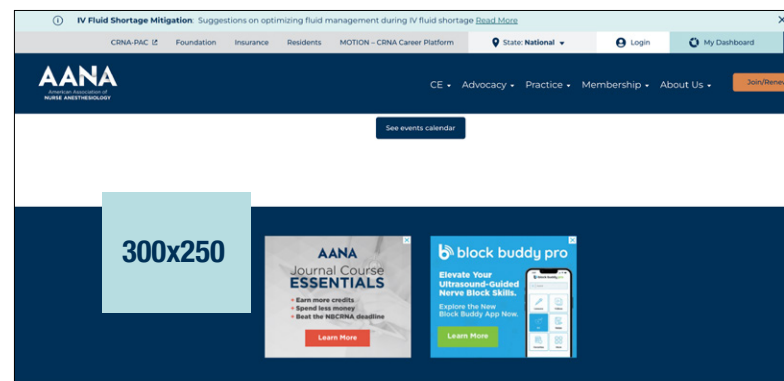 IV Fluid Shortage Mitigation: Suggestions on optimizing fluid management during IV fluid shortage Read More
CRNA-PAC Foundation Insurance Residents MOTION – CRNA Career Platform State: National Login My Dashboard
AANA
American Association of
NURSE ANESTHESIOLOGY
CE Advocacy Practice Membership About Us Join/Renew
See events calendar
300x250
AANA
Journal Course
ESSENTIALS
• Earn more credits
• Spend less money
• Beat the NBCRNA deadline
Learn More
block buddy pro
Elevate Your
Ultrasound-Guided
Nerve Block Skills.
Explore the New
Block Buddy App Now.
Learn More